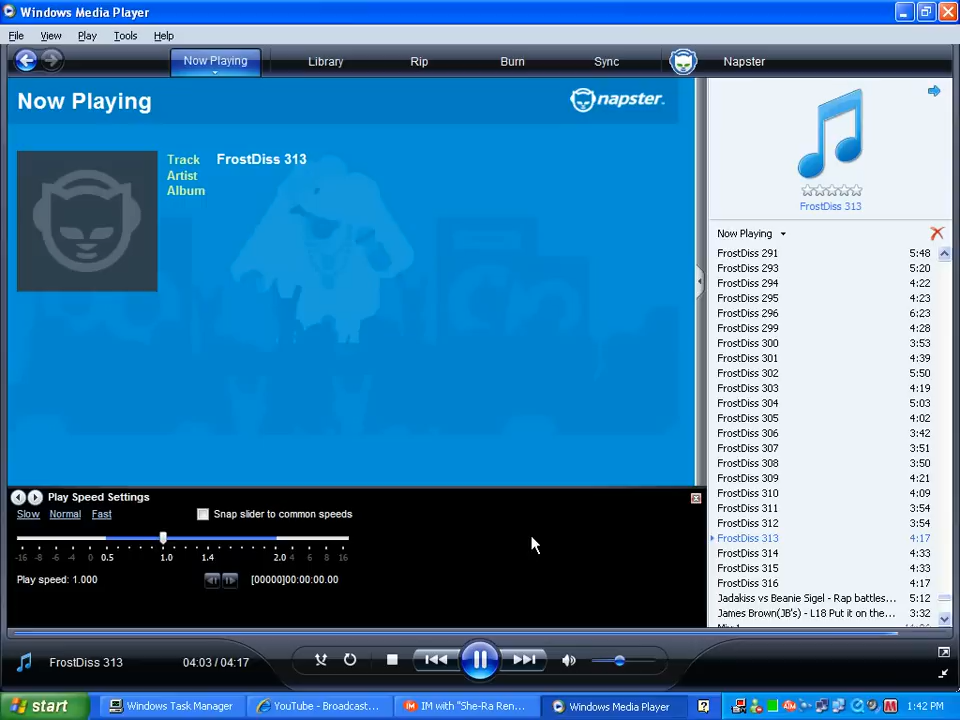 Windows Media Player
File View Play Tools Help
Now Playing Library Rip Burn Sync Napster
Now Playing
napster.
Track FrostDiss 313
Artist
Album
FrostDiss 313
Now Playing
FrostDiss 291 5:48
FrostDiss 293 5:20
FrostDiss 294 4:22
FrostDiss 295 4:23
FrostDiss 296 6:23
FrostDiss 299 4:28
FrostDiss 300 3:53
FrostDiss 301 4:39
FrostDiss 302 5:50
FrostDiss 303 4:19
FrostDiss 304 5:03
FrostDiss 305 4:02
FrostDiss 306 3:42
FrostDiss 307 3:51
FrostDiss 308 3:50
FrostDiss 309 4:21
FrostDiss 310 4:09
FrostDiss 311 3:54
FrostDiss 312 3:54
FrostDiss 313 4:17
FrostDiss 314 4:33
FrostDiss 315 4:33
FrostDiss 316 4:17
Jadakiss vs Beanie Sigel - Rap battles... 5:12
James Brown(JB's) - L18 Put it on the... 3:32
Play Speed Settings
Slow Normal Fast Snap slider to common speeds
-16 -8 -6 -4 0 0.5 1.0 1.4 2.0 4 6 8 16
Play speed: 1.000 [00000]00:00:00.00
FrostDiss 313 04:03 / 04:17
start Windows Task Manager YouTube - Broadcast... IM with "She-Ra Ren... Windows Media Player 1:42 PM